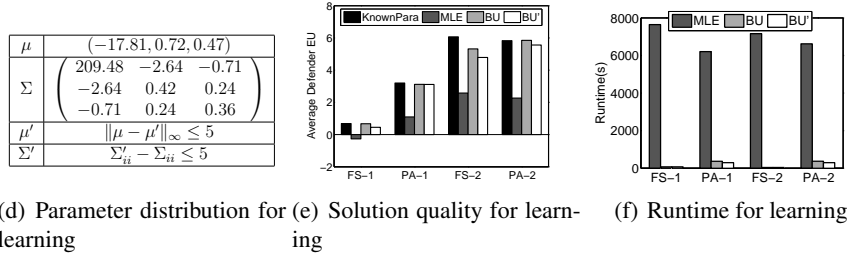 μ (−17.81, 0.72, 0.47)
Σ
209.48 −2.64 −0.71
−2.64 0.42 0.24
−0.71 0.24 0.36
μ′ ‖μ − μ′‖∞ ≤ 5
Σ′ Σ′ii − Σii ≤ 5
(d) Parameter distribution for learning
Average Defender EU
8
6
4
2
0
−2
KnownPara MLE BU BU'
FS−1 PA−1 FS−2 PA−2
(e) Solution quality for learn-
ing
Runtime(s)
8000
6000
4000
2000
0
MLE BU BU'
FS−1 PA−1 FS−2 PA−2
(f) Runtime for learning